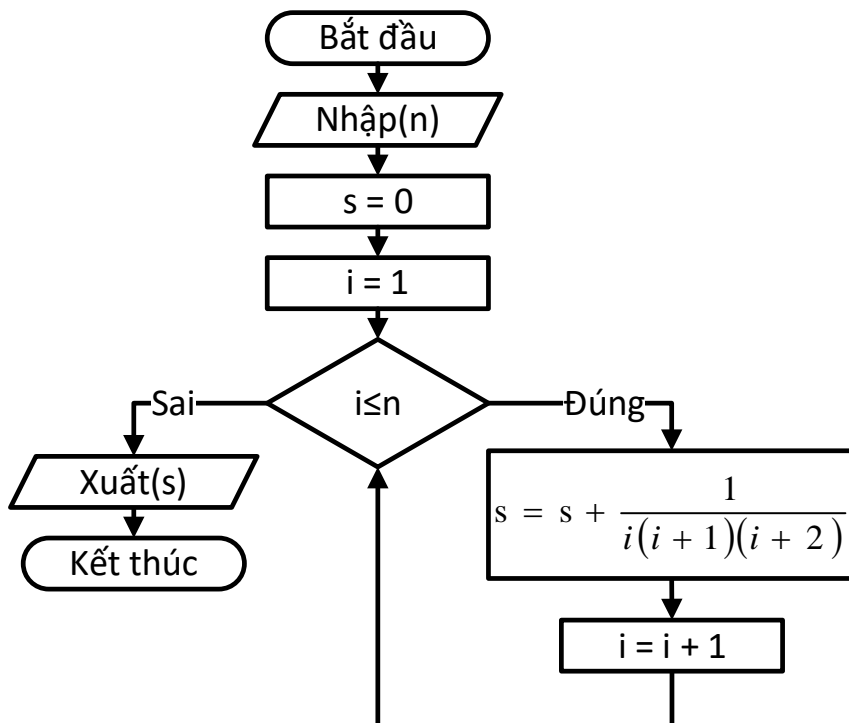 Bắt đầu
Nhập(n)
s = 0
i = 1
i≤n
Sai
Đúng
Xuất(s)
Kết thúc
s = s + 1 / i(i + 1)(i + 2)
i = i + 1